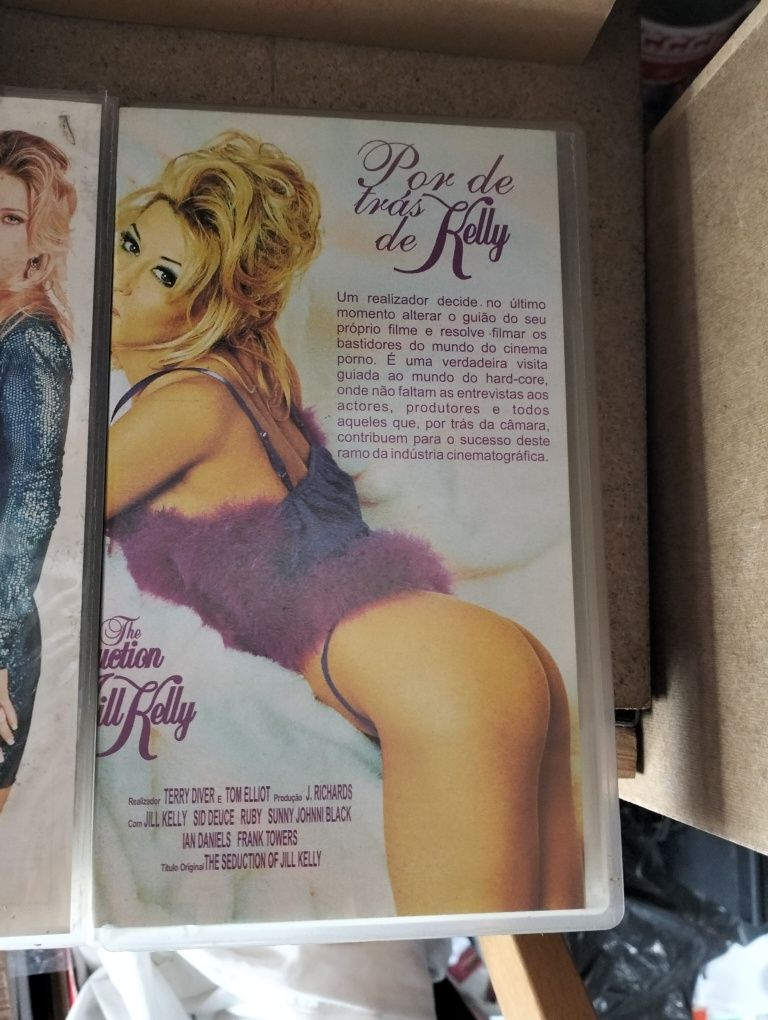 Por de
trás
de Kelly
Um realizador decide no último
momento alterar o guião do seu
próprio filme e resolve filmar os
bastidores do mundo do cinema
porno. É uma verdadeira visita
guiada ao mundo do hard-core,
onde não faltam as entrevistas aos
actores, produtores e todos
aqueles que, por trás da câmara,
contribuem para o sucesso deste
ramo da indústria cinematográfica.
The
uction
ill Kelly
Realizador TERRY DIVER E TOM ELLIOT Produção J. RICHARDS
Com JILL KELLY SID DEUCE RUBY SUNNY JOHNNI BLACK
IAN DANIELS FRANK TOWERS
Titulo Original THE SEDUCTION OF JILL KELLY